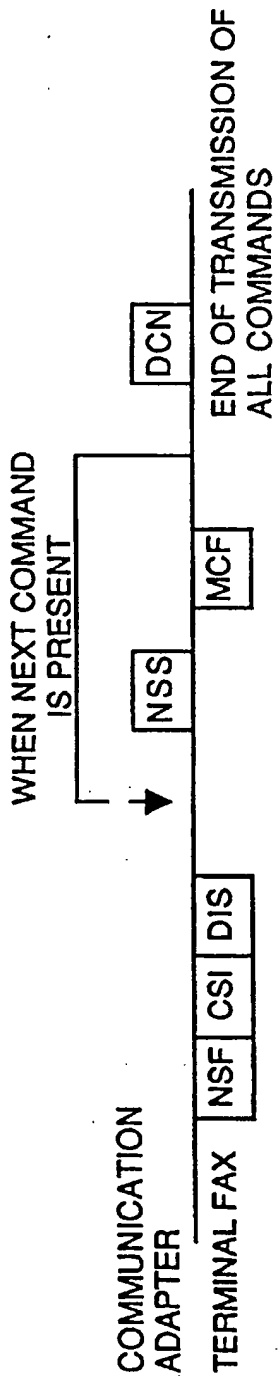 WHEN NEXT COMMAND
IS PRESENT
COMMUNICATION
ADAPTER
NSS
DCN
TERMINAL FAX
NSF
CSI
DIS
MCF
END OF TRANSMISSION OF
ALL COMMANDS